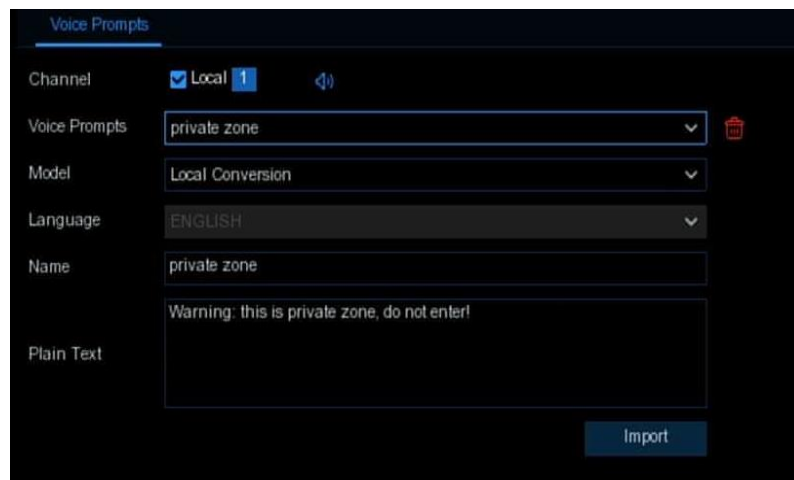 Voice Prompts
Channel Local 1
Voice Prompts private zone
Model Local Conversion
Language ENGLISH
Name private zone
Warning: this is private zone, do not enter!
Plain Text
Import